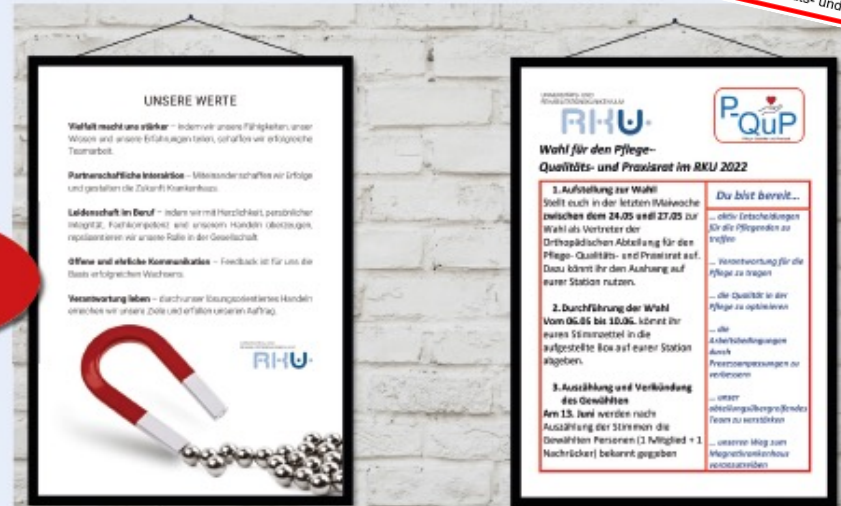 s- und
UNSERE WERTE
Vielfalt macht uns stärker – indem wir unsere Fähigkeiten, unser
Wissen und unsere Erfahrungen teilen, schaffen wir erfolgreiche
Teamarbeit.
Partnerschaftliche Interaktion – Miteinander schaffen wir Erfolge
und gestalten die Zukunft Krankenhaus.
Leidenschaft im Beruf – indem wir mit Herzlichkeit, persönlicher
Integrität, Fachkompetenz und unserem Handeln überzeugen,
repräsentieren wir unsere Rolle in der Gesellschaft.
Offene und ehrliche Kommunikation – Feedback ist für uns die
Basis erfolgreichen Wachsens.
Verantwortung leben – durch unser lösungsorientiertes Handeln
erreichen wir unsere Ziele und erfüllen unseren Auftrag.
RKU
UNIVERSITÄTS- UND
REHABILITATIONSKLINIKEN ULM
RKU
P-QuP
Wahl für den Pflege-
Qualitäts- und Praxisrat im RKU 2022
1. Aufstellung zur Wahl
Stellt euch in der letzten Maiwoche
zwischen dem 24.05 und 27.05 zur
Wahl als Vertreter der
Orthopädischen Abteilung für den
Pflege- Qualitäts- und Praxisrat auf.
Dazu könnt ihr den Aushang auf
eurer Station nutzen.
2. Durchführung der Wahl
Vom 06.05 bis 10.06. könnt ihr
euren Stimmzettel in die
aufgestellte Box auf eurer Station
abgeben.
3. Auszählung und Verkündung
des Gewählten
Am 13. Juni werden nach
Auszählung der Stimmen die
Gewählten Personen (1 Mitglied + 1
Nachrücker) bekannt gegeben
Du bist bereit...
... aktiv Entscheidungen
für die Pflegenden zu
treffen
... Verantwortung für die
Pflege zu tragen
... die Qualität in der
Pflege zu optimieren
... die
Arbeitsbedingungen
durch
Prozessanpassungen zu
verbessern
... unser
abteilungsübergreifendes
Team zu verstärken
... unseren Weg zum
Magnetkrankenhaus
voranzutreiben